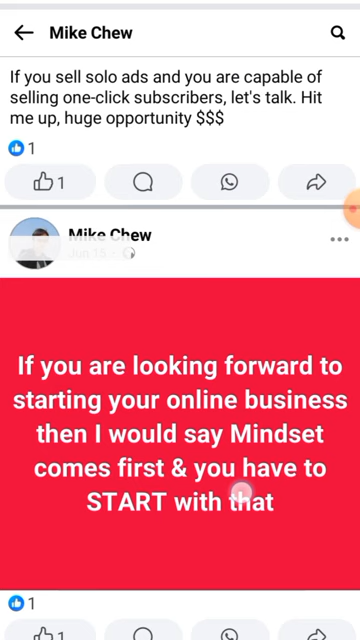 Mike Chew
If you sell solo ads and you are capable of
selling one-click subscribers, let's talk. Hit
me up, huge opportunity $$$
1
1
Mike Chew
Jun 15
If you are looking forward to
starting your online business
then I would say Mindset
comes first & you have to
START with that
1
1